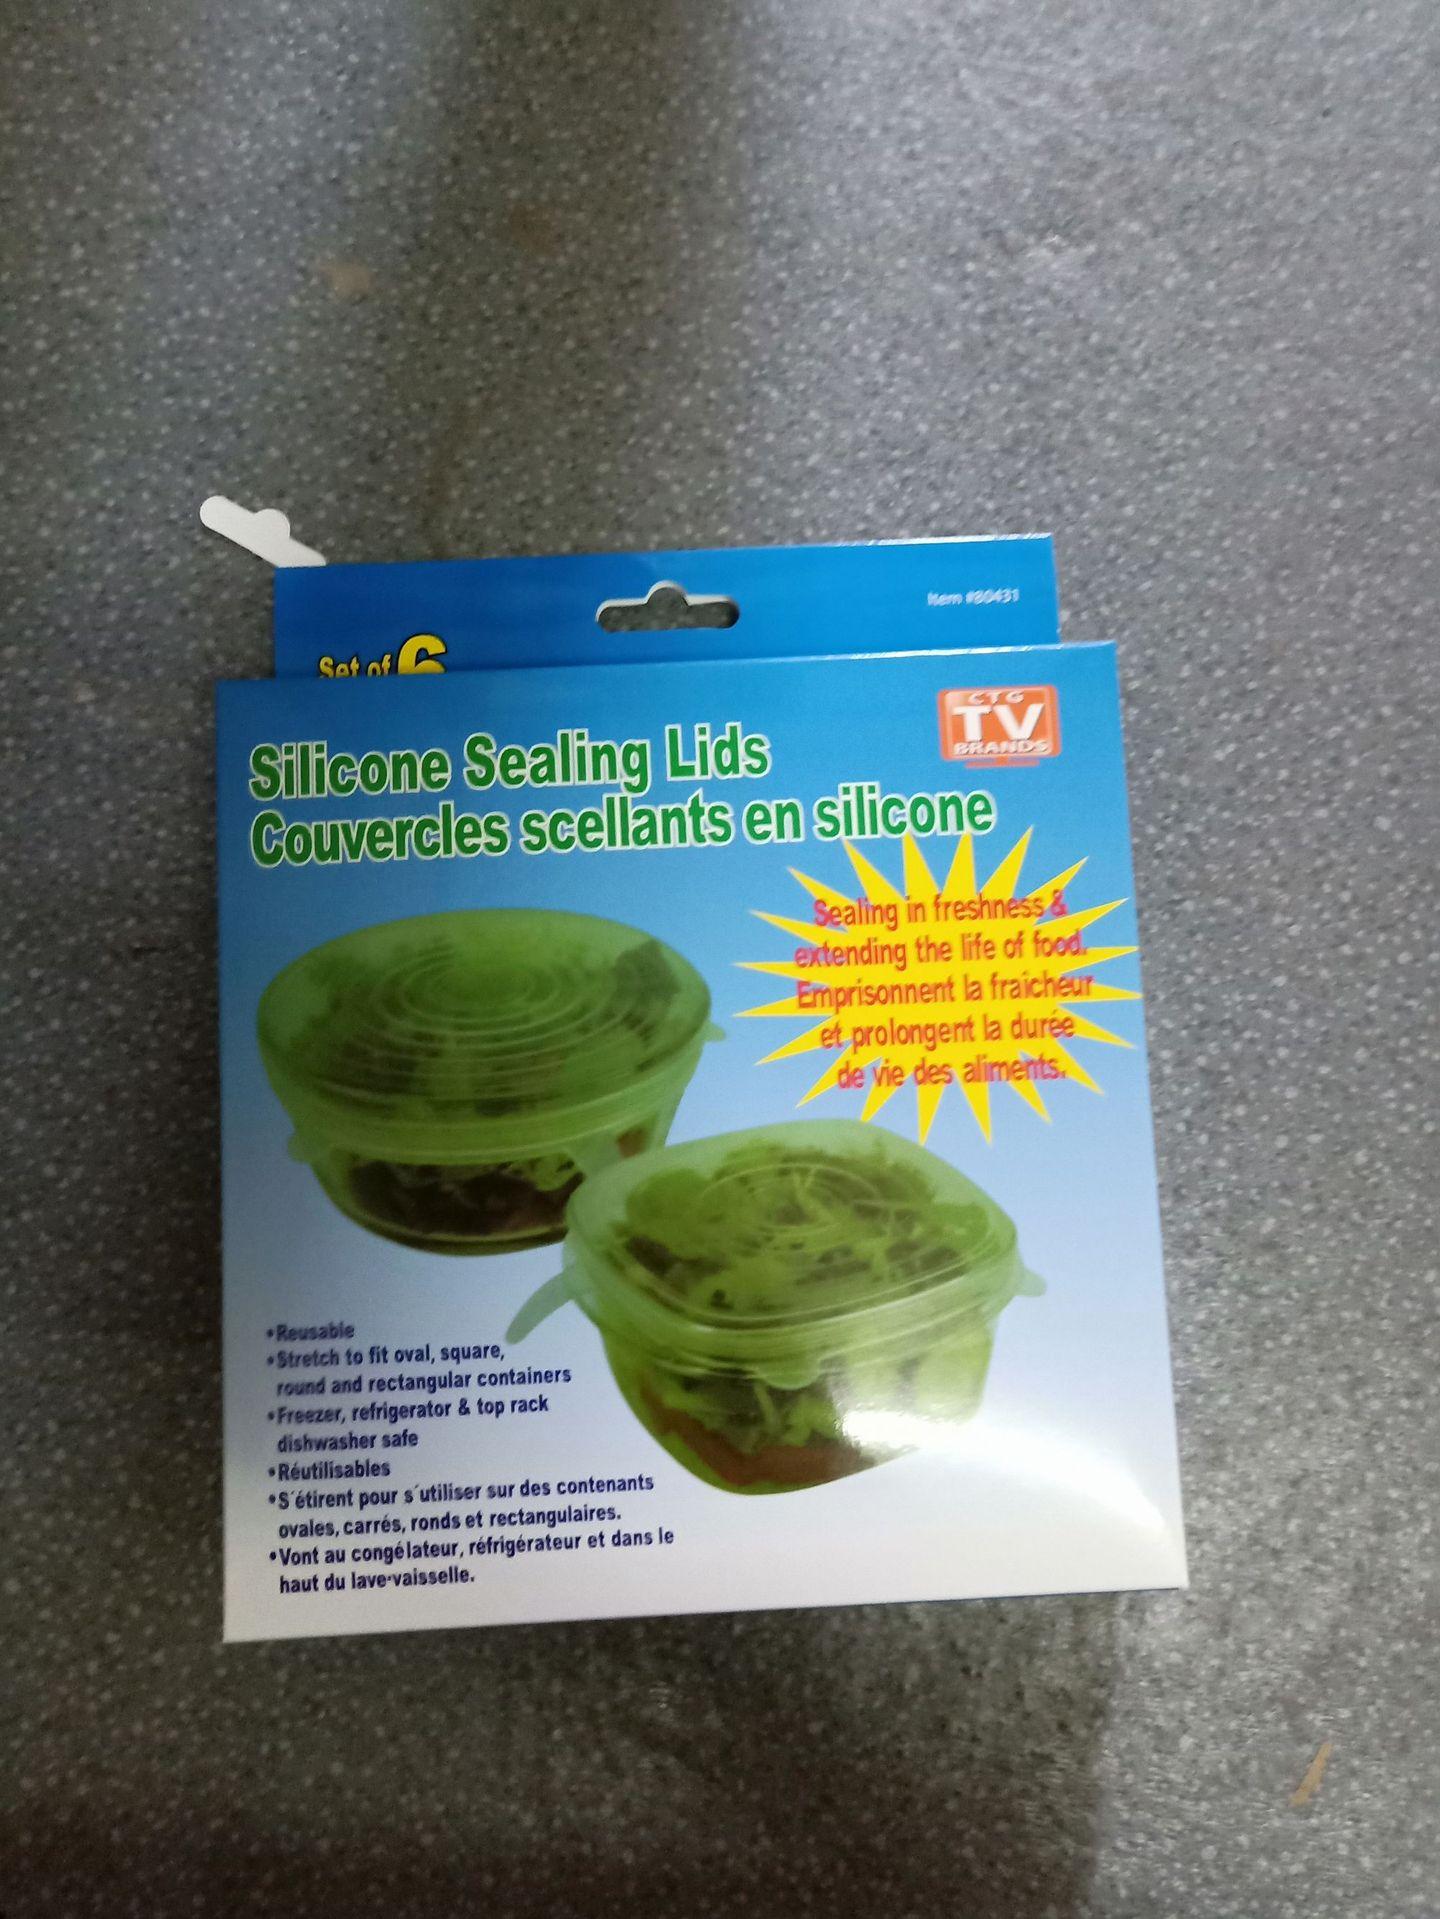 Item #80431
Set of 6
CTG
TV
BRANDS
Silicone Sealing Lids
Couvercles scellants en silicone
Sealing in freshness &
extending the life of food.
Emprisonnent la fraîcheur
et prolongent la durée
de vie des aliments.
•Reusable
•Stretch to fit oval, square,
round and rectangular containers
•Freezer, refrigerator & top rack
dishwasher safe
•Réutilisables
•S´étirent pour s´utiliser sur des contenants
ovales, carrés, ronds et rectangulaires.
•Vont au congélateur, réfrigérateur et dans le
haut du lave-vaisselle.